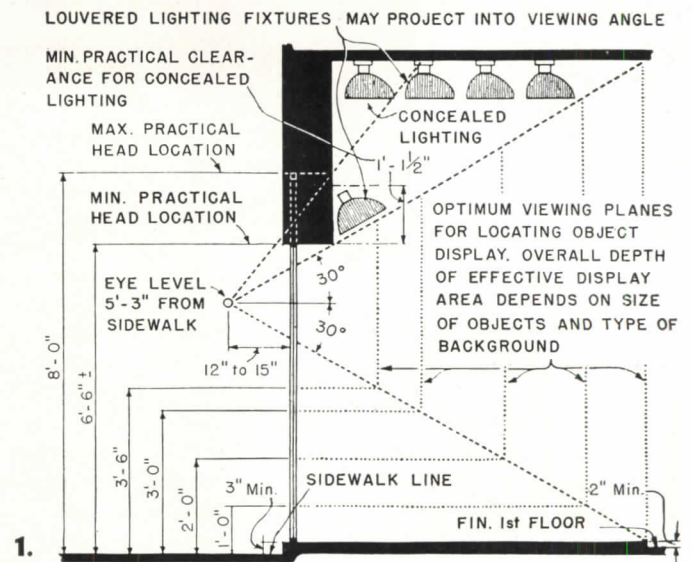 LOUVERED LIGHTING FIXTURES MAY PROJECT INTO VIEWING ANGLE
MIN. PRACTICAL CLEAR-
ANCE FOR CONCEALED
LIGHTING
MAX. PRACTICAL
HEAD LOCATION
MIN. PRACTICAL
HEAD LOCATION
CONCEALED
LIGHTING
1'-1½"
OPTIMUM VIEWING PLANES
FOR LOCATING OBJECT
DISPLAY. OVERALL DEPTH
OF EFFECTIVE DISPLAY
AREA DEPENDS ON SIZE
OF OBJECTS AND TYPE OF
BACKGROUND
EYE LEVEL
5'-3" FROM
SIDEWALK
30°
30°
12" to 15"
8'-0"
6'-6" ±
3'-6"
3'-0"
2'-0"
1'-0"
3" Min.
SIDEWALK LINE
2" Min.
FIN. 1st FLOOR
1.